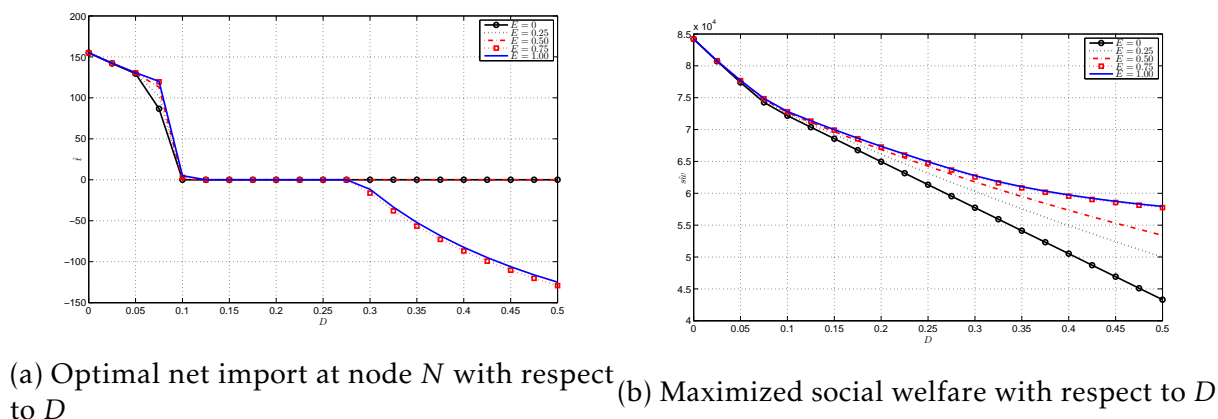 200
150
100
50
0
−50
−100
−150
E = 0
E = 0.25
E = 0.50
E = 0.75
E = 1.00
0 0.05 0.1 0.15 0.2 0.25 0.3 0.35 0.4 0.45 0.5
D
(a) Optimal net import at node N with respect
to D
x 10⁴
8.5
8
7.5
7
6.5
6
5.5
5
4.5
4
E = 0
E = 0.25
E = 0.50
E = 0.75
E = 1.00
0 0.05 0.1 0.15 0.2 0.25 0.3 0.35 0.4 0.45 0.5
D
(b) Maximized social welfare with respect to D